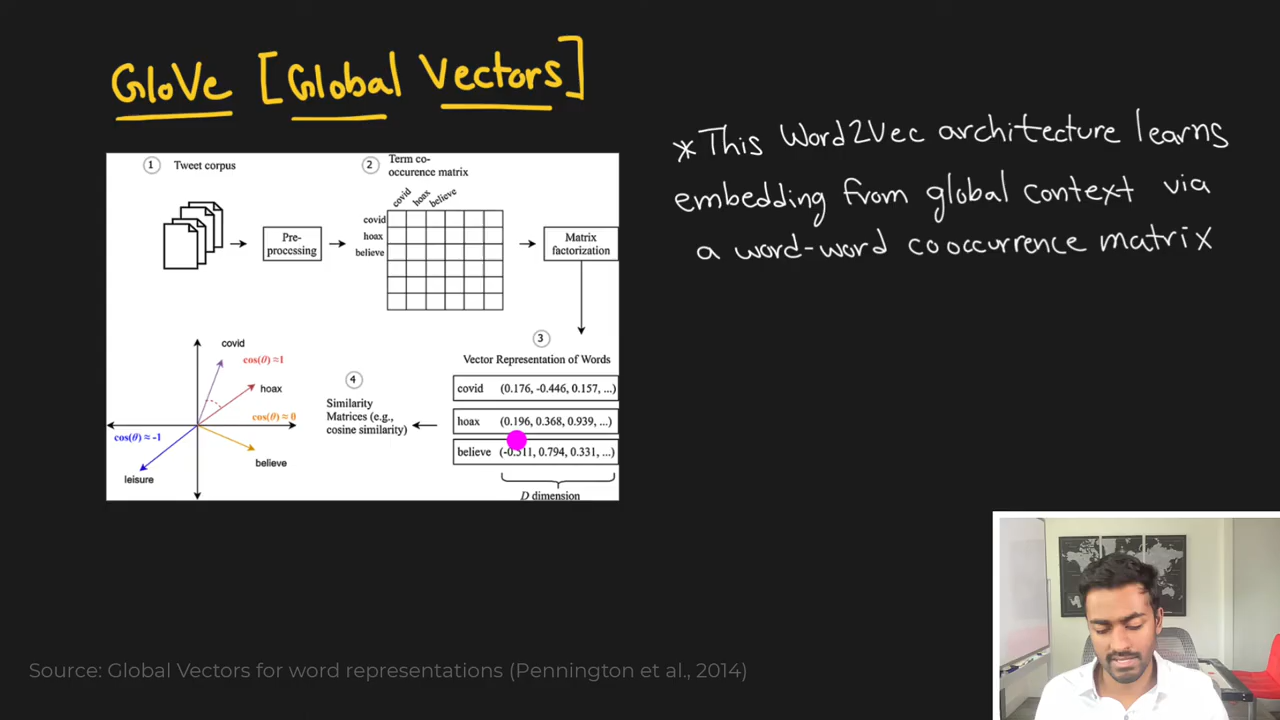 GloVe [Global Vectors]
*This Word2Vec architecture learns
embedding from global context via
a word-word cooccurrence matrix
1 Tweet corpus
Pre-
processing
2 Term co-
occurence matrix
covid hoax believe
covid
hoax
believe
Matrix
factorization
3
Vector Representation of Words
covid (0.176, -0.446, 0.157, ...)
hoax (0.196, 0.368, 0.939, ...)
believe 0.794, 0.331, ...)
D dimension
4
Similarity
Matrices (e.g.,
cosine similarity)
covid
cos(θ) ≈1
hoax
cos(θ) ≈ 0
cos(θ) ≈ -1
believe
leisure
Source: Global Vectors for word representations (Pennington et al., 2014)